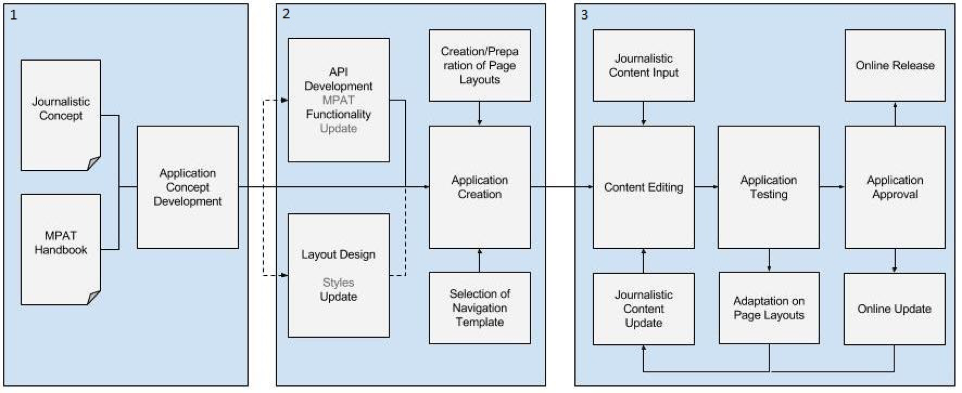 1
Journalistic
Concept
MPAT
Handbook
Application
Concept
Development
2
API
Development
MPAT
Functionality
Update
Layout Design
Styles
Update
Creation/Prepa
ration of Page
Layouts
Application
Creation
Selection of
Navigation
Template
3
Journalistic
Content Input
Content Editing
Journalistic
Content
Update
Application
Testing
Adaptation on
Page Layouts
Online Release
Application
Approval
Online Update